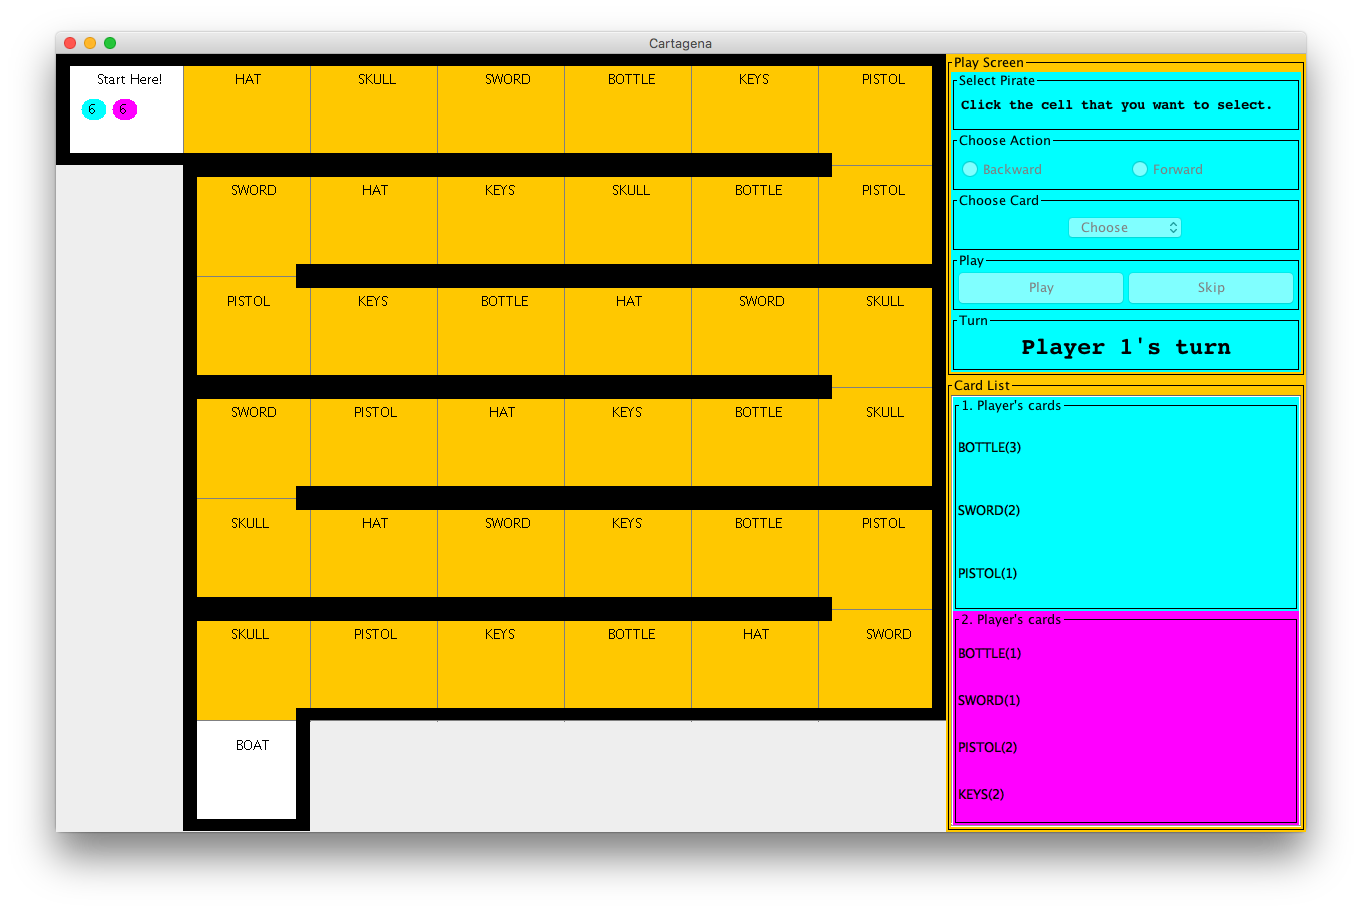 Cartagena
Start Here! HAT SKULL SWORD BOTTLE KEYS PISTOL
6 6
SWORD HAT KEYS SKULL BOTTLE PISTOL
PISTOL KEYS BOTTLE HAT SWORD SKULL
SWORD PISTOL HAT KEYS BOTTLE SKULL
SKULL HAT SWORD KEYS BOTTLE PISTOL
SKULL PISTOL KEYS BOTTLE HAT SWORD
BOAT
Play Screen
Select Pirate
Click the cell that you want to select.
Choose Action
Backward Forward
Choose Card
Choose
Play
Play Skip
Turn
Player 1's turn
Card List
1. Player's cards
BOTTLE(3)
SWORD(2)
PISTOL(1)
2. Player's cards
BOTTLE(1)
SWORD(1)
PISTOL(2)
KEYS(2)